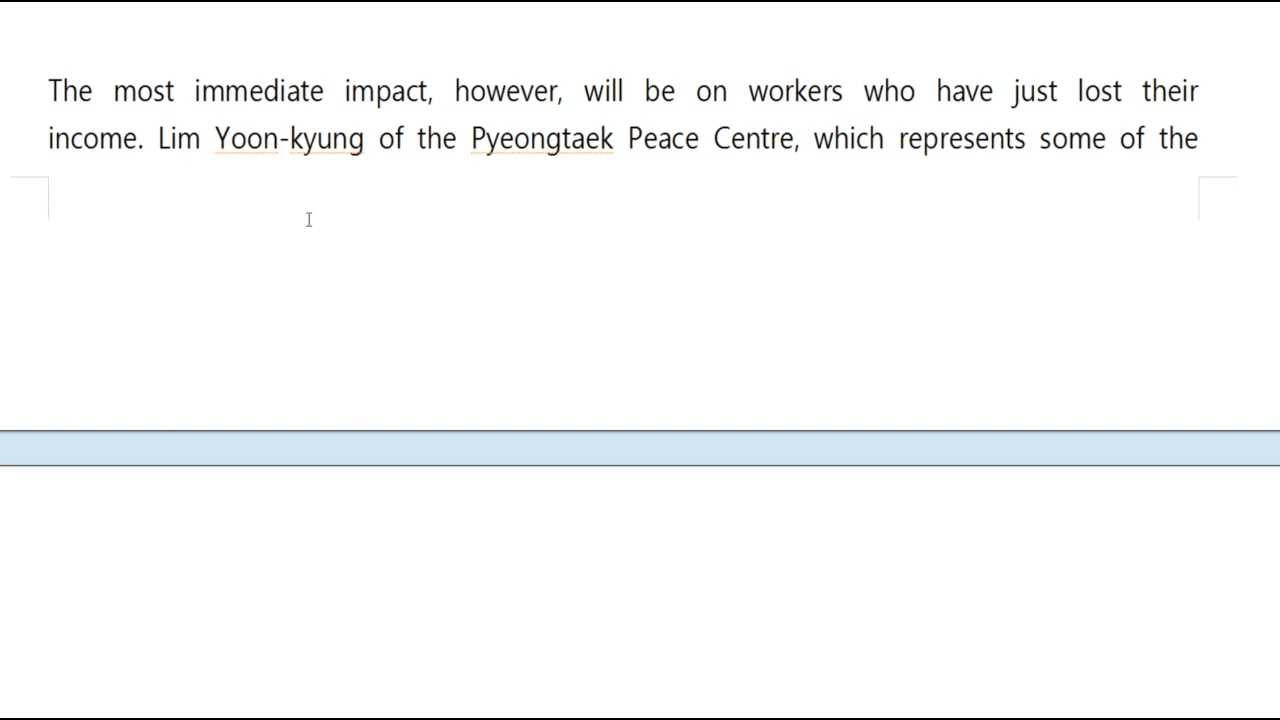 The most immediate impact, however, will be on workers who have just lost their
income. Lim Yoon-kyung of the Pyeongtaek Peace Centre, which represents some of the